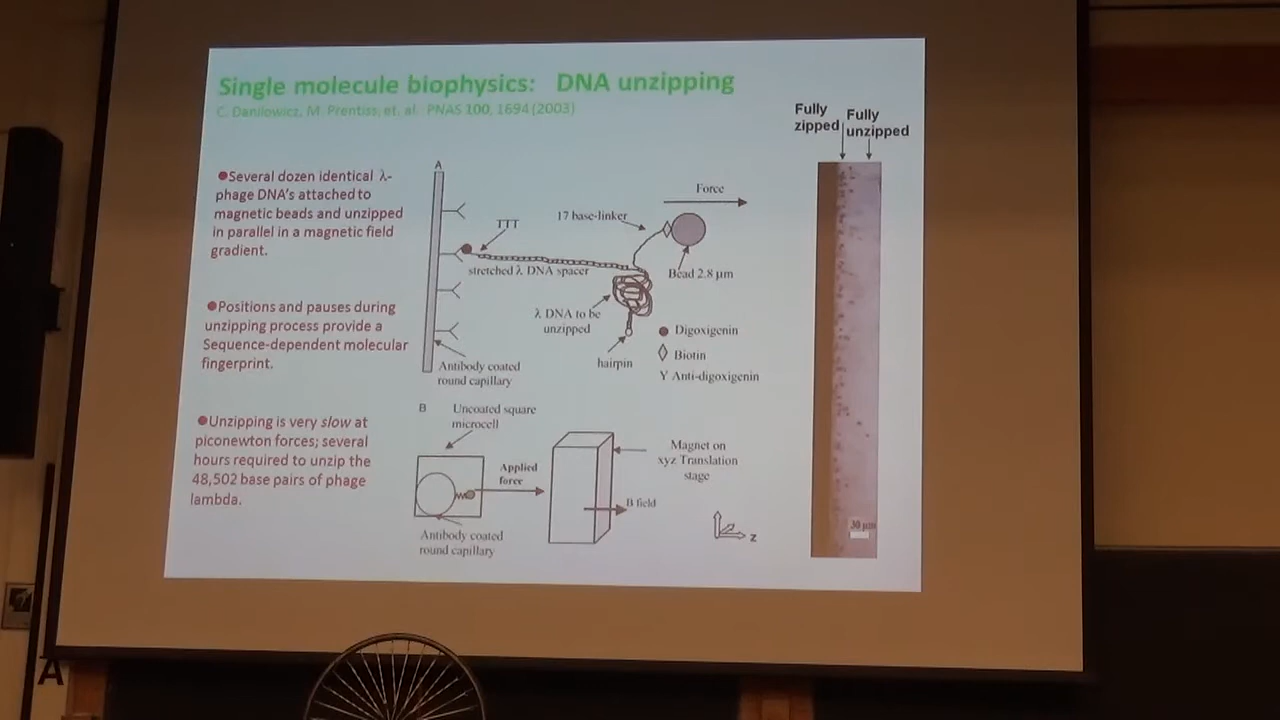 Single molecule biophysics: DNA unzipping
C. Danilowicz, M. Prentiss, et. al. PNAS 100, 1694 (2003)
●Several dozen identical λ-
phage DNA's attached to
magnetic beads and unzipped
in parallel in a magnetic field
gradient.
●Positions and pauses during
unzipping process provide a
Sequence-dependent molecular
fingerprint.
●Unzipping is very slow at
piconewton forces; several
hours required to unzip the
48,502 base pairs of phage
lambda.
A
TTT
17 base-linker
Force
stretched λ DNA spacer
Bead 2.8 μm
λ DNA to be
unzipped
hairpin
Digoxigenin
Biotin
Y Anti-digoxigenin
Antibody coated
round capillary
B
Uncoated square
microcell
Applied
force
Magnet on
xyz Translation
stage
B field
z
Antibody coated
round capillary
Fully
zipped
Fully
unzipped
30 μm
A